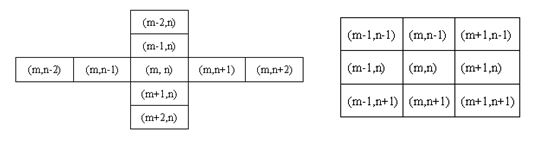 (m-2,n)
(m-1,n)
(m,n-2) (m,n-1) (m, n) (m,n+1) (m,n+2)
(m+1,n)
(m+2,n)
(m-1,n-1) (m,n-1) (m+1,n-1)
(m-1,n) (m,n) (m+1,n)
(m-1,n+1) (m,n+1) (m+1,n+1)